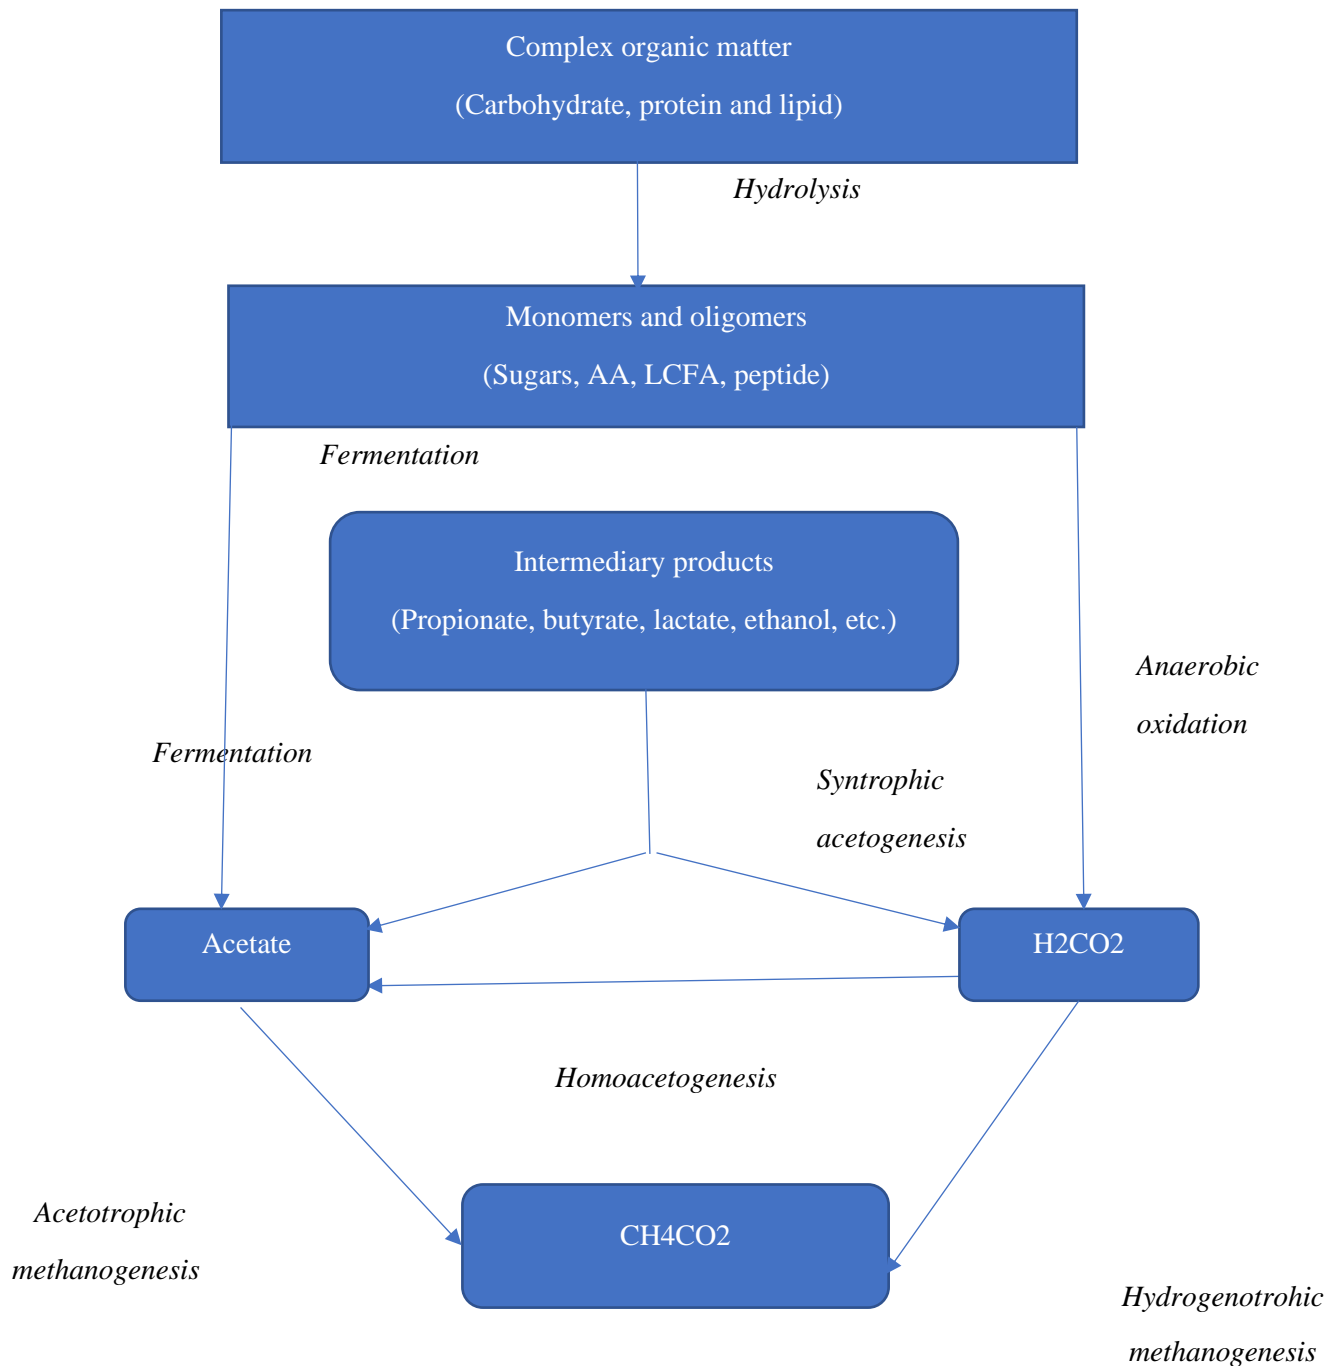 Complex organic matter
(Carbohydrate, protein and lipid)
Hydrolysis
Monomers and oligomers
(Sugars, AA, LCFA, peptide)
Fermentation
Intermediary products
(Propionate, butyrate, lactate, ethanol, etc.)
Anaerobic
oxidation
Fermentation
Syntrophic
acetogenesis
Acetate
H2CO2
Homoacetogenesis
Acetotrophic
methanogenesis
CH4CO2
Hydrogenotrohic
methanogenesis